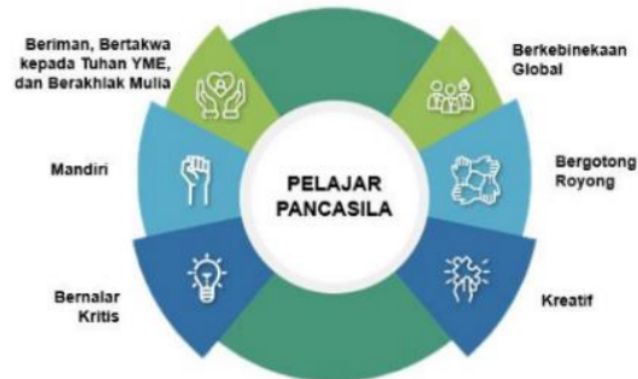 Beriman, Bertakwa
kepada Tuhan YME,
dan Berakhlak Mulia
Berkebinekaan
Global
Mandiri
PELAJAR
PANCASILA
Bergotong
Royong
Bernalar
Kritis
Kreatif